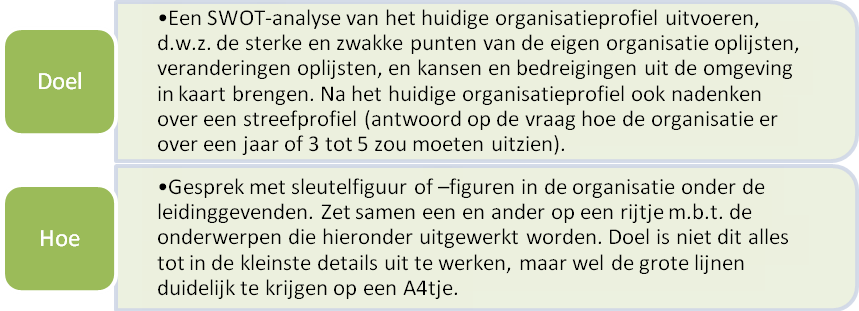 Doel
•Een SWOT-analyse van het huidige organisatieprofiel uitvoeren,
d.w.z. de sterke en zwakke punten van de eigen organisatie oplijsten,
veranderingen oplijsten, en kansen en bedreigingen uit de omgeving
in kaart brengen. Na het huidige organisatieprofiel ook nadenken
over een streefprofiel (antwoord op de vraag hoe de organisatie er
over een jaar of 3 tot 5 zou moeten uitzien).
Hoe
•Gesprek met sleutelfiguur of –figuren in de organisatie onder de
leidinggevenden. Zet samen een en ander op een rijtje m.b.t. de
onderwerpen die hieronder uitgewerkt worden. Doel is niet dit alles
tot in de kleinste details uit te werken, maar wel de grote lijnen
duidelijk te krijgen op een A4tje.